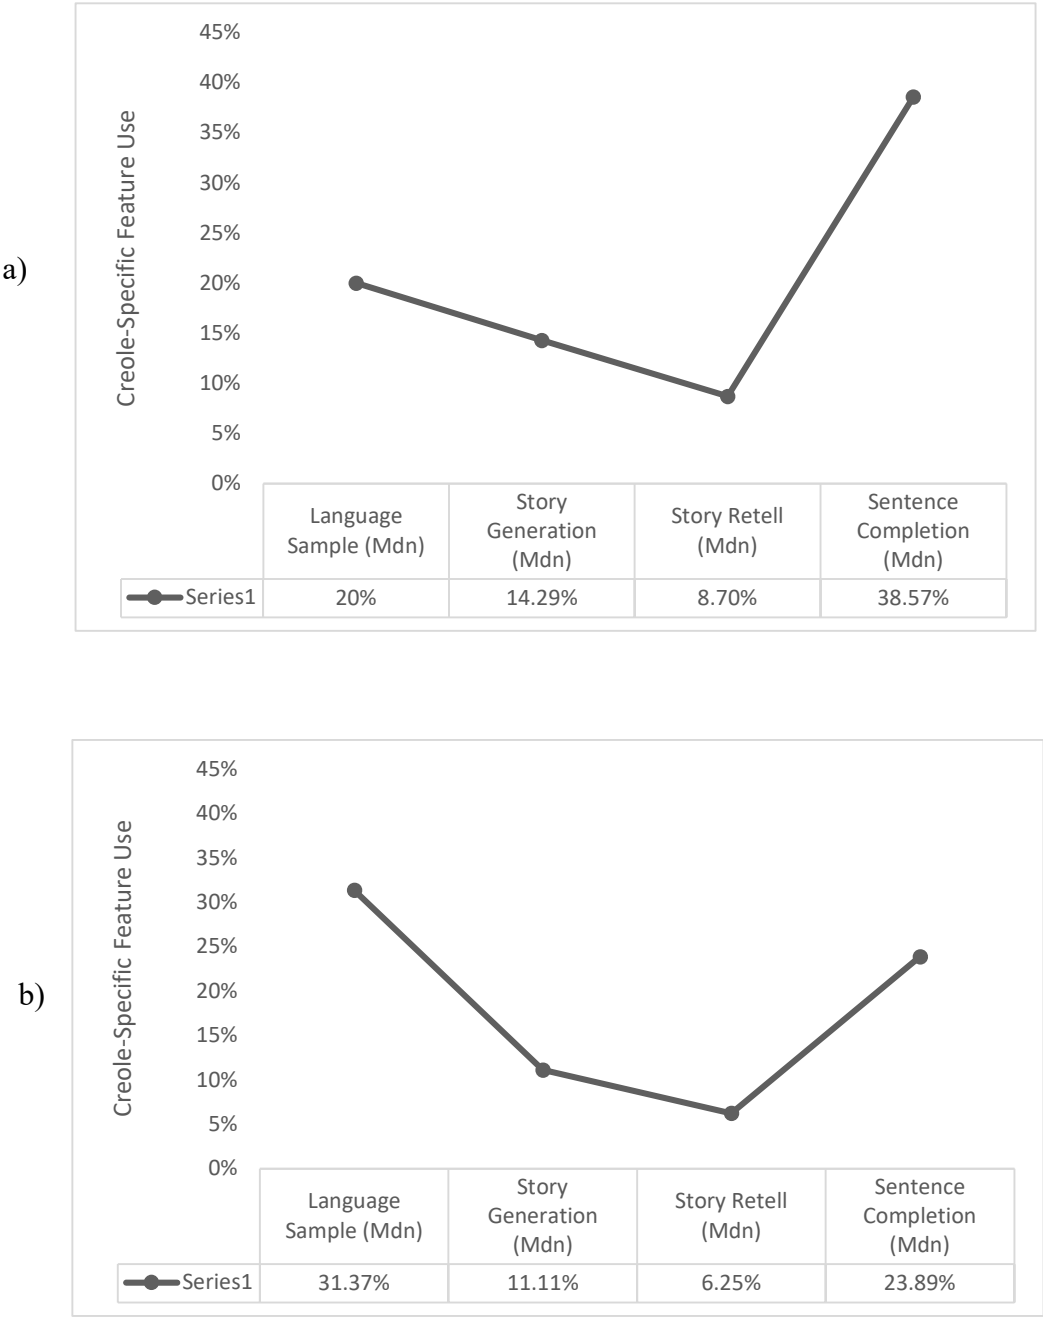 a)
Creole-Specific Feature Use
45%
40%
35%
30%
25%
20%
15%
10%
5%
0%
Language
Sample (Mdn)
Story
Generation
(Mdn)
Story Retell
(Mdn)
Sentence
Completion
(Mdn)
Series1 20% 14.29% 8.70% 38.57%
b)
Creole-Specific Feature Use
45%
40%
35%
30%
25%
20%
15%
10%
5%
0%
Language
Sample (Mdn)
Story
Generation
(Mdn)
Story Retell
(Mdn)
Sentence
Completion
(Mdn)
Series1 31.37% 11.11% 6.25% 23.89%